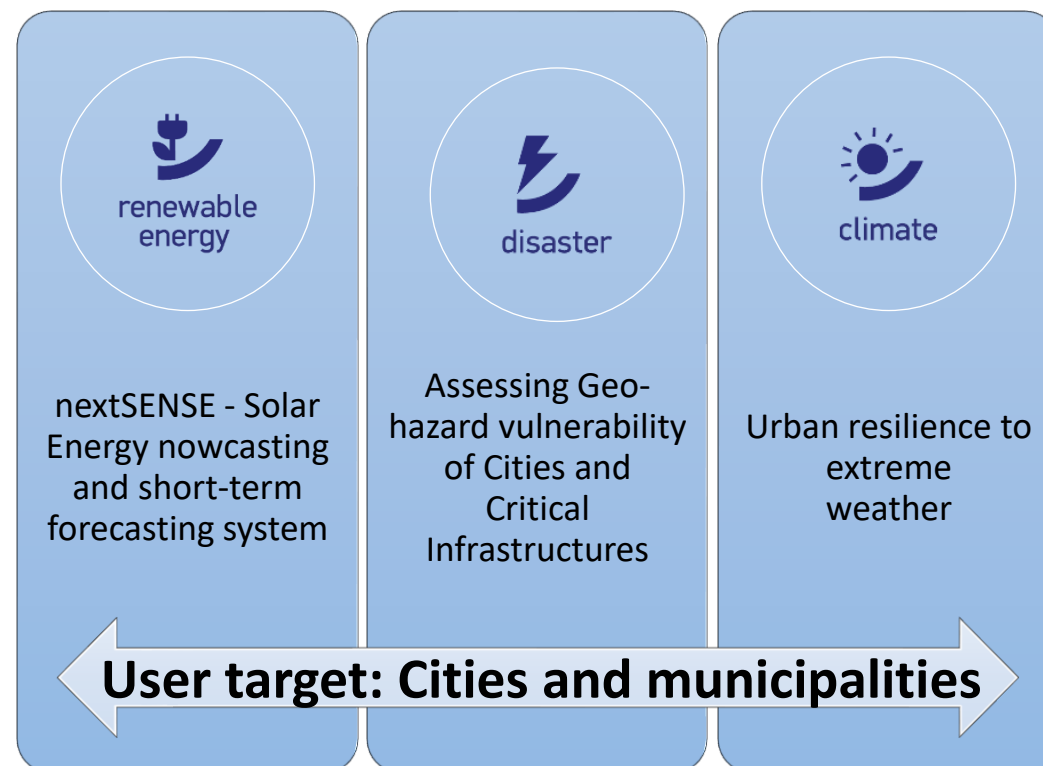 renewable
energy
nextSENSE - Solar
Energy nowcasting
and short-term
forecasting system
disaster
Assessing Geo-
hazard vulnerability
of Cities and
Critical
Infrastructures
climate
Urban resilience to
extreme
weather
User target: Cities and municipalities